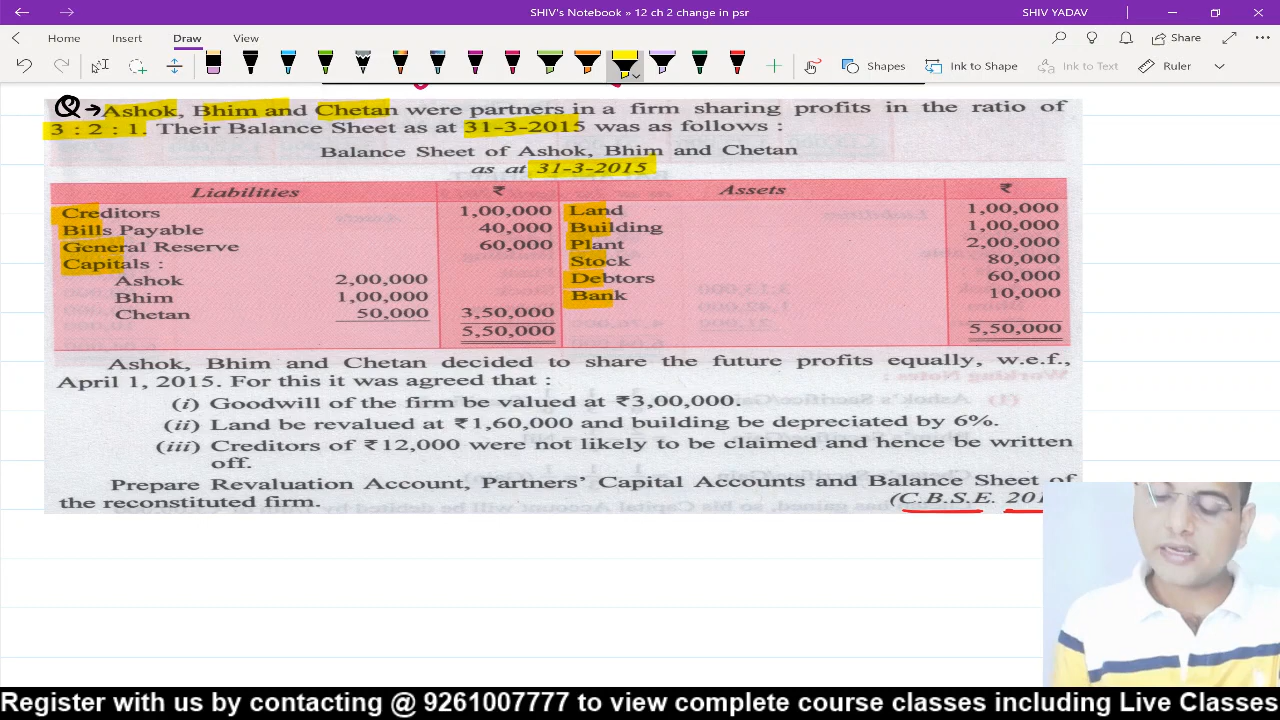 SHIV's Notebook » 12 ch 2 change in psr
SHIV YADAV
Home Insert Draw View
Share
Shapes Ink to Shape Ink to Text Ruler
Q → Ashok, Bhim and Chetan were partners in a firm sharing profits in the ratio of
3 : 2 : 1. Their Balance Sheet as at 31-3-2015 was as follows :
Balance Sheet of Ashok, Bhim and Chetan
as at 31-3-2015
Liabilities ₹ Assets ₹
Creditors 1,00,000 Land 1,00,000
Bills Payable 40,000 Building 1,00,000
General Reserve 60,000 Plant 2,00,000
Capitals : Stock 80,000
Ashok 2,00,000 Debtors 60,000
Bhim 1,00,000 Bank 10,000
Chetan 50,000 3,50,000
5,50,000 5,50,000
Ashok, Bhim and Chetan decided to share the future profits equally, w.e.f.,
April 1, 2015. For this it was agreed that :
(i) Goodwill of the firm be valued at ₹3,00,000.
(ii) Land be revalued at ₹1,60,000 and building be depreciated by 6%.
(iii) Creditors of ₹12,000 were not likely to be claimed and hence be written
off.
Prepare Revaluation Account, Partners' Capital Accounts and Balance Sheet of
the reconstituted firm. (C.B.S.E. 201
Register with us by contacting @ 9261007777 to view complete course classes including Live Classes